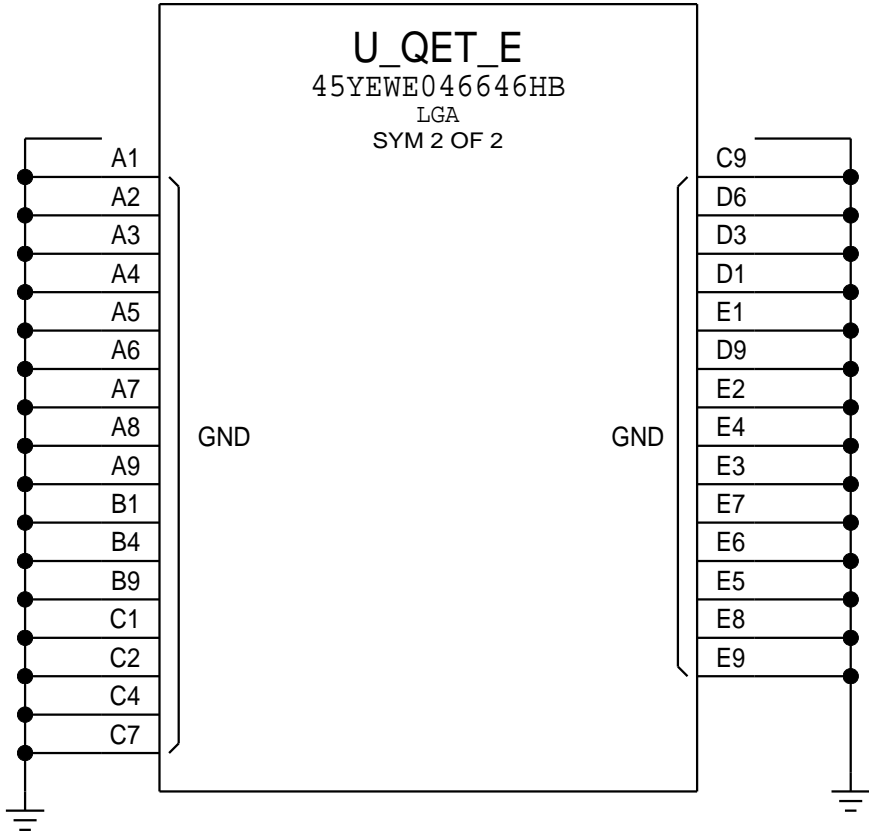 U_QET_E
45YEWE046646HB
LGA
SYM 2 OF 2
A1
A2
A3
A4
A5
A6
A7
A8
A9
B1
B4
B9
C1
C2
C4
C7
GND
GND
C9
D6
D3
D1
E1
D9
E2
E4
E3
E7
E6
E5
E8
E9